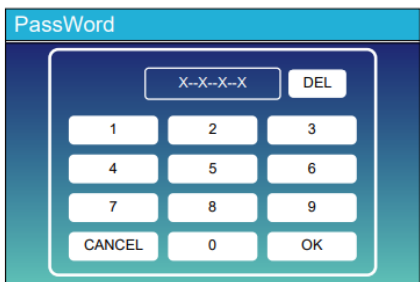 PassWord
X--X--X--X DEL
1 2 3
4 5 6
7 8 9
CANCEL 0 OK